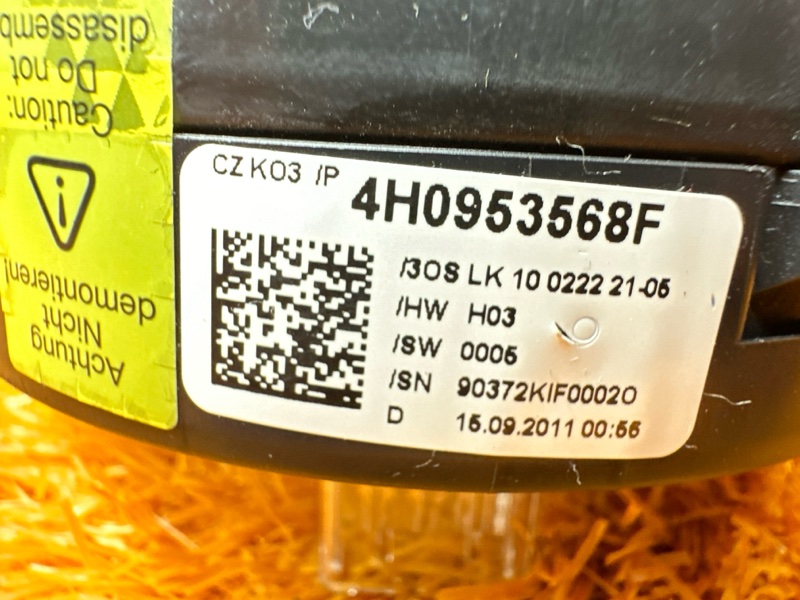 CZ K03 /P 4H0953568F
/3OS LK 10 0222 21-05
/HW H03
/SW 0005
/SN 90372KIF00020
D 15.09.2011 00:55
Achtung
Nicht
demontieren!
Caution:
Do not
disassemb